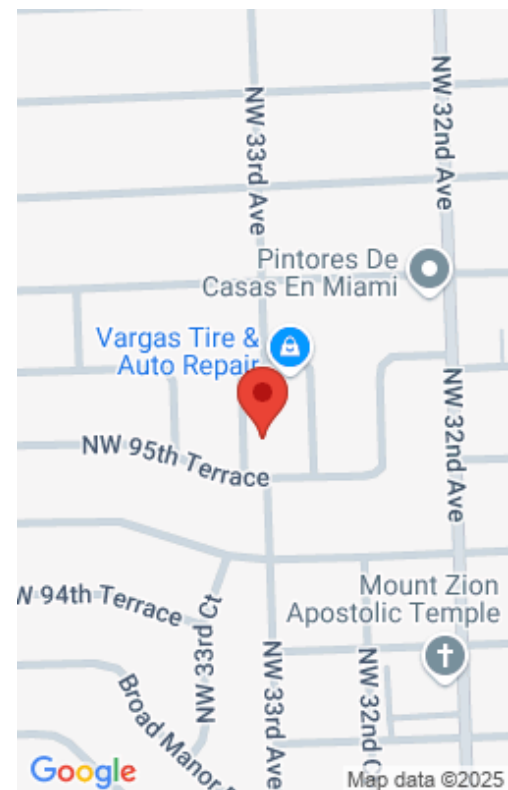 NW 33rd Ave
NW 32nd Ave
Pintores De
Casas En Miami
Vargas Tire &
Auto Repair
NW 32nd Ave
NW 95th Terrace
W 94th Terrace
NW 33rd Ct
Mount Zion
Apostolic Temple
NW 33rd Ave
NW 32nd C
Broad Manor
Google
Map data ©2025